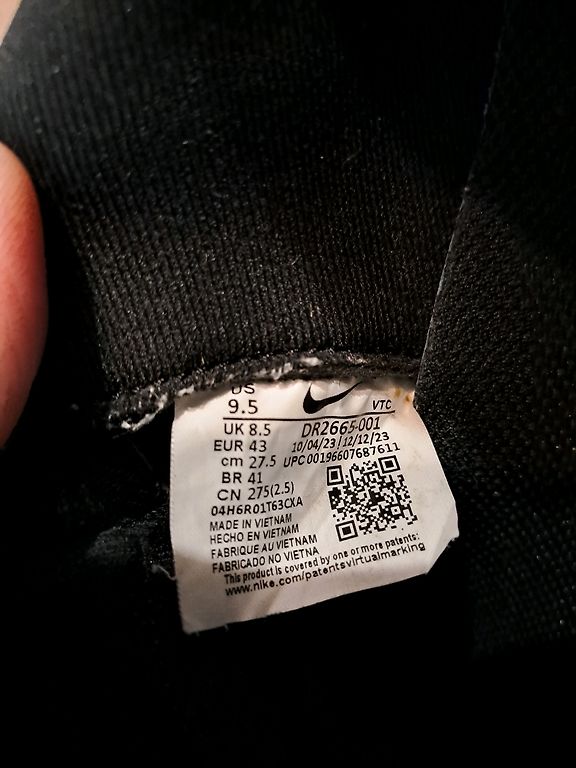 US
9.5
VTC
UK 8.5
DR2665-001
EUR 43
10/04/23 / 12/12/23
cm 27.5
UPC 00196607687611
BR 41
CN 275(2.5)
04H6R01T63CXA
MADE IN VIETNAM
HECHO EN VIETNAM
FABRIQUE AU VIETNAM
FABRICADO NO VIETNA
This product is covered by one or more patents:
www.nike.com/patentsvirtualmarking